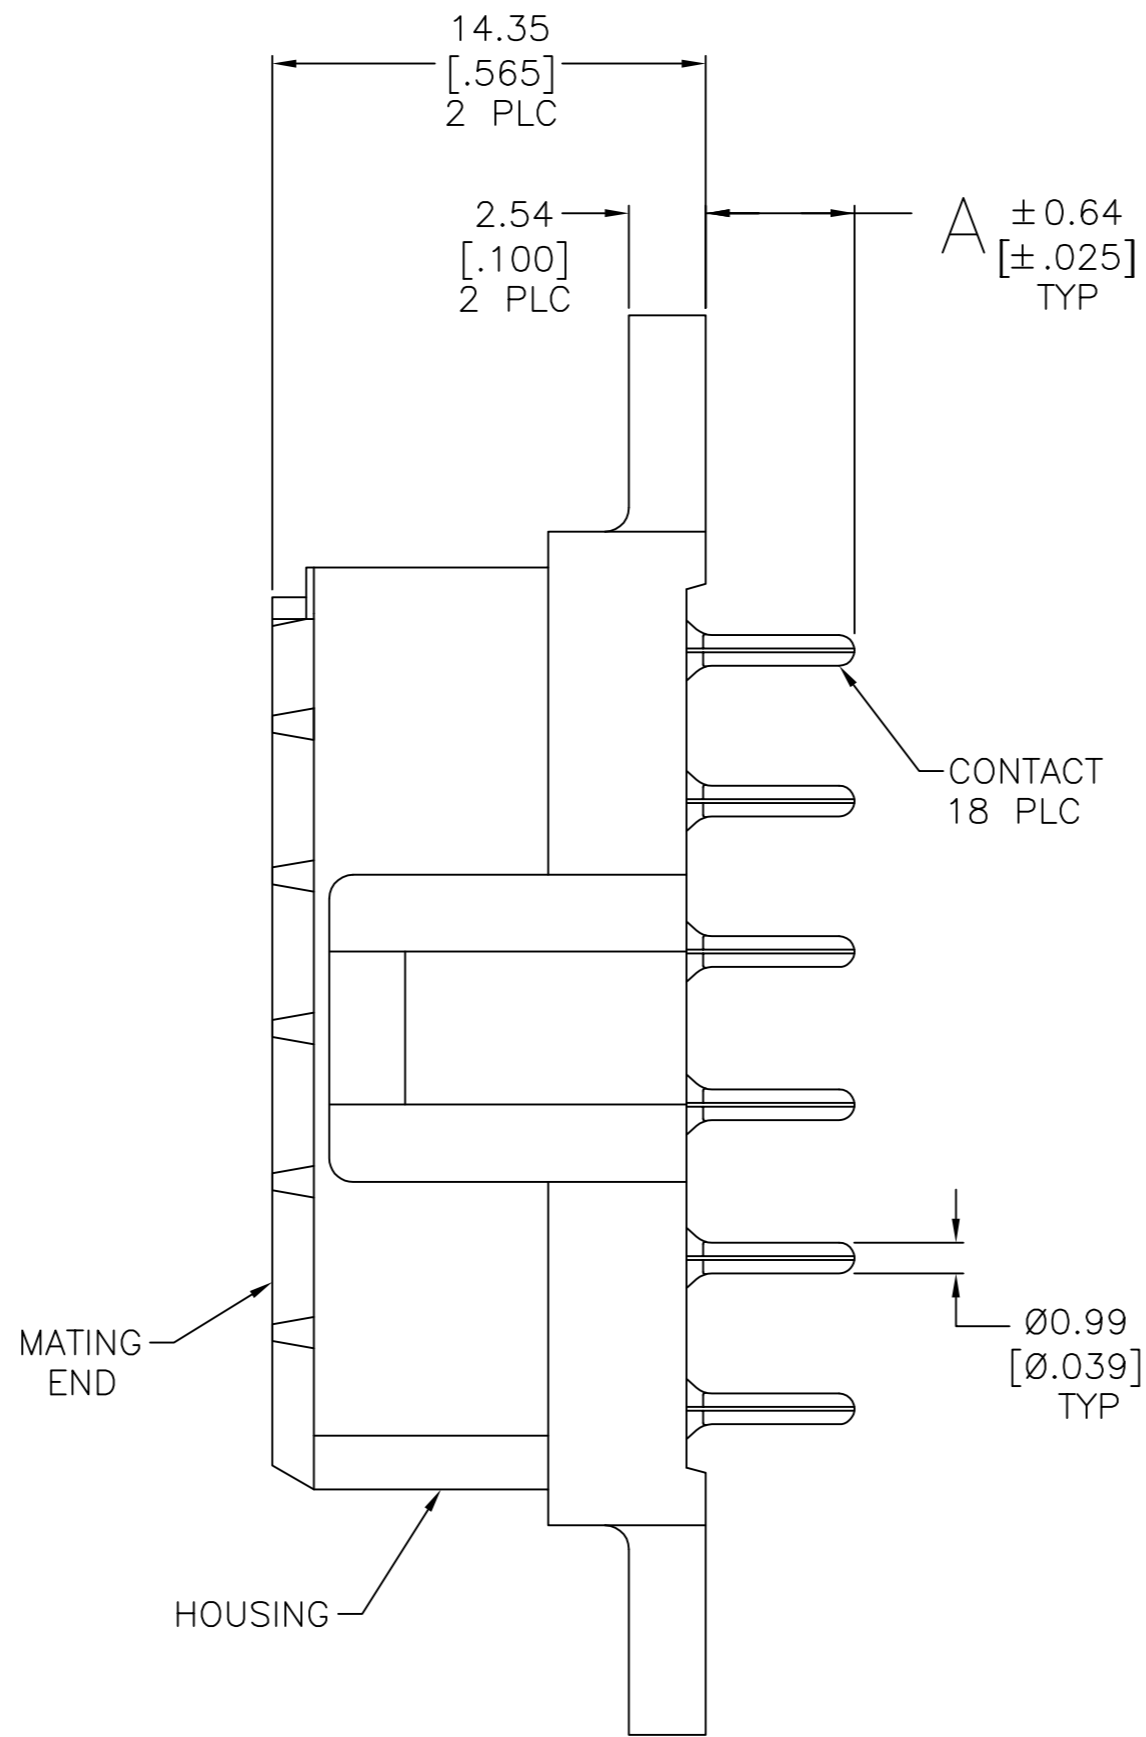 14.35
[.565]
2 PLC
2.54
[.100]
2 PLC
A ±0.64
[±.025]
TYP
CONTACT
18 PLC
MATING
END
Ø0.99
[Ø.039]
TYP
HOUSING